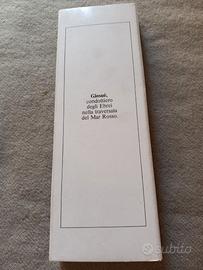 Giosuè,
condottiero
degli Ebrei
nella traversata
del Mar Rosso.
subito